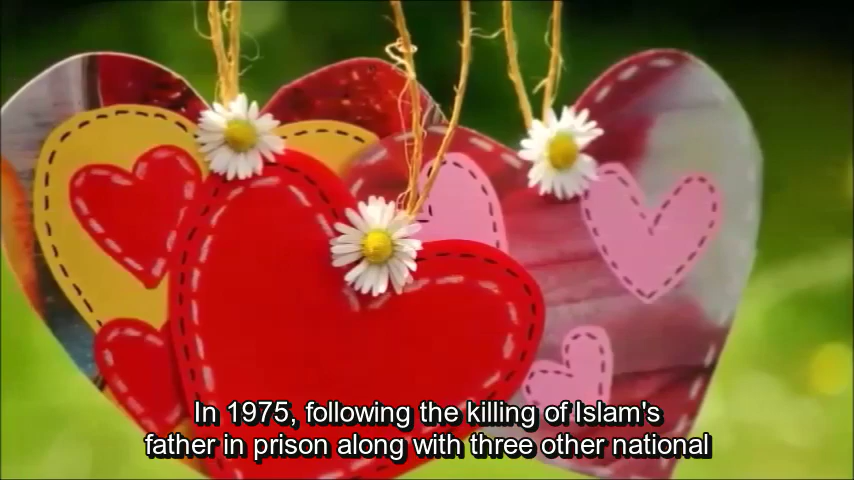 In 1975, following the killing of Islam's
father in prison along with three other national